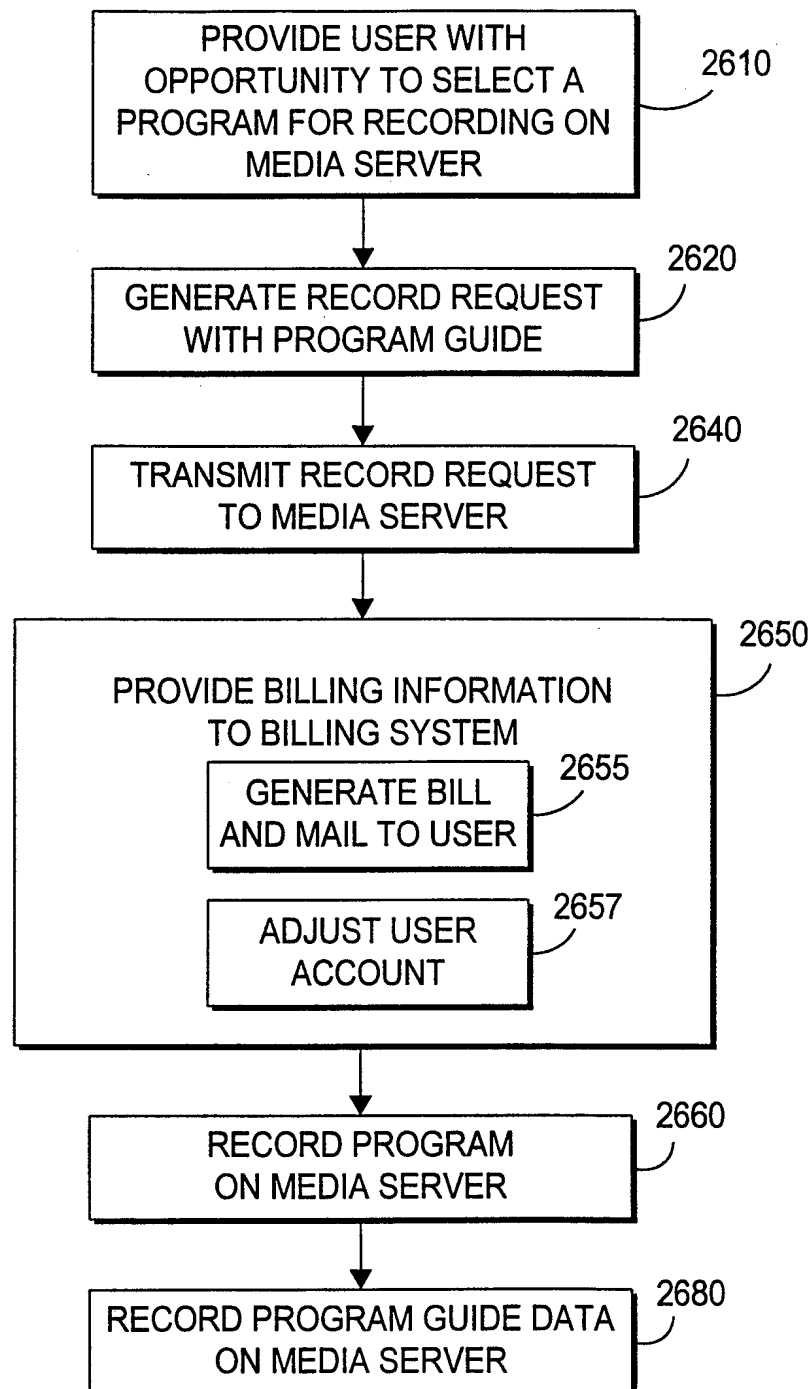 PROVIDE USER WITH
OPPORTUNITY TO SELECT A
PROGRAM FOR RECORDING ON
MEDIA SERVER
2610
GENERATE RECORD REQUEST
WITH PROGRAM GUIDE
2620
TRANSMIT RECORD REQUEST
TO MEDIA SERVER
2640
PROVIDE BILLING INFORMATION
TO BILLING SYSTEM
2650
GENERATE BILL
AND MAIL TO USER
2655
ADJUST USER
ACCOUNT
2657
RECORD PROGRAM
ON MEDIA SERVER
2660
RECORD PROGRAM GUIDE DATA
ON MEDIA SERVER
2680